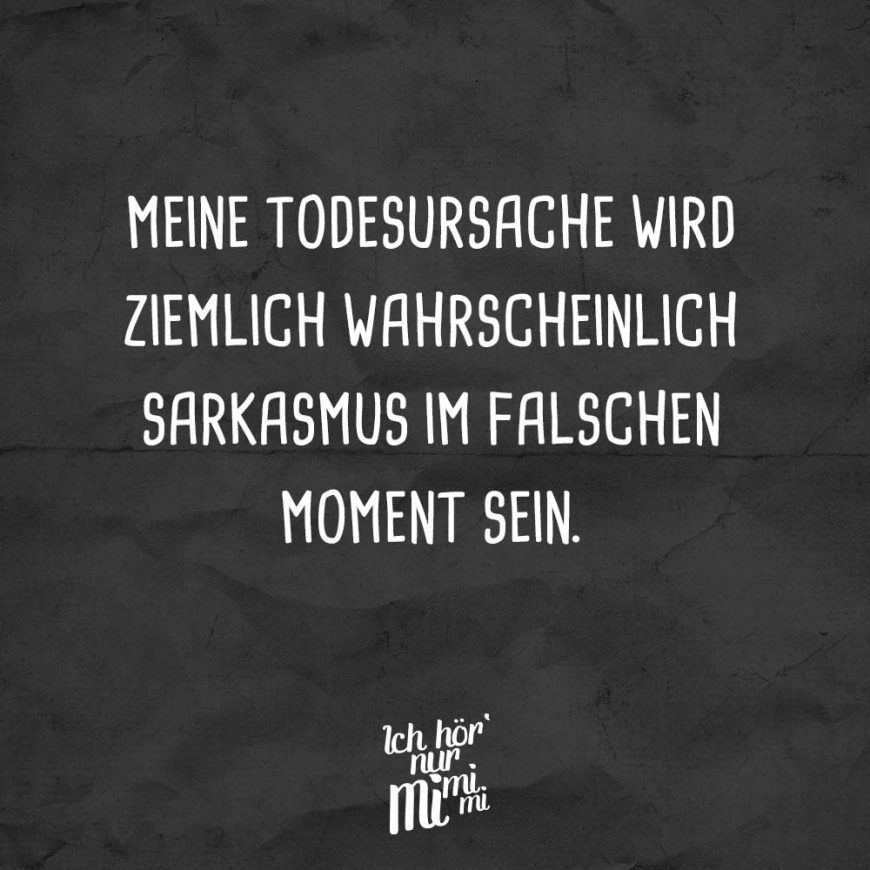 MEINE TODESURSACHE WIRD
ZIEMLICH WAHRSCHEINLICH
SARKASMUS IM FALSCHEN
MOMENT SEIN.
Ich hör'
nur
mimi
mi